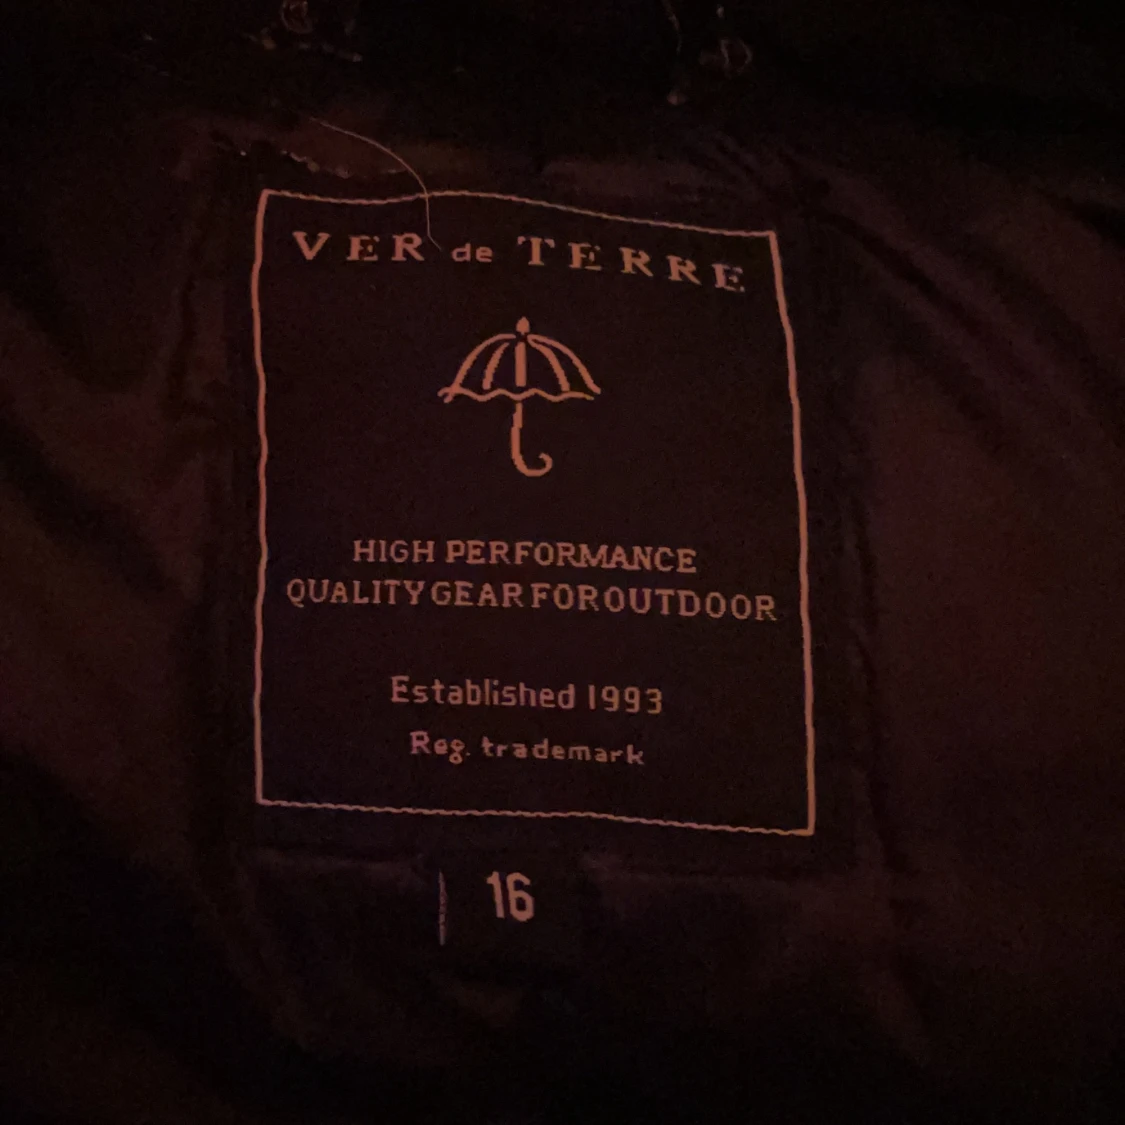 VER de TERRE
HIGH PERFORMANCE
QUALITY GEAR FOR OUTDOOR
Established 1993
Reg. trademark
16